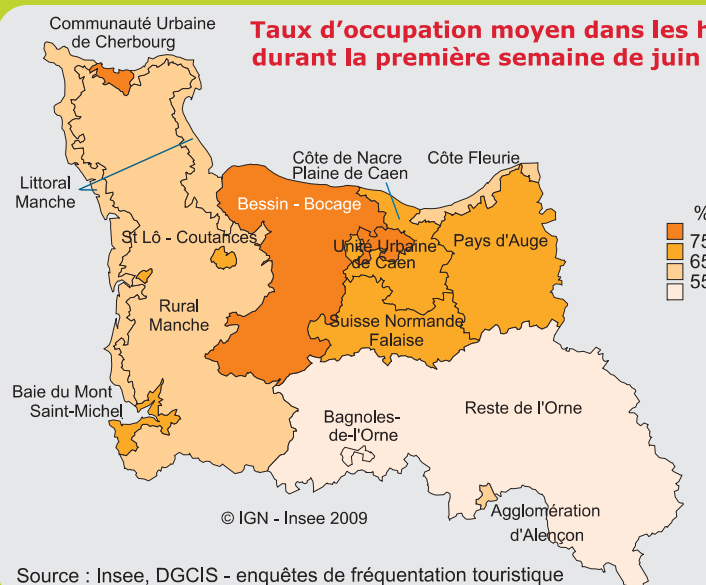 Communauté Urbaine
de Cherbourg
Taux d'occupation moyen dans les
durant la première semaine de juin
Littoral
Manche
Côte de Nacre
Plaine de Caen
Côte Fleurie
Bessin - Bocage
St Lô - Coutances
Unité Urbaine
de Caen
Pays d'Auge
%
75
65
55
Rural
Manche
Suisse Normande
Falaise
Baie du Mont
Saint-Michel
Bagnoles-
de-l'Orne
Reste de l'Orne
Agglomération
d'Alençon
© IGN - Insee 2009
Source : Insee, DGCIS - enquêtes de fréquentation touristique